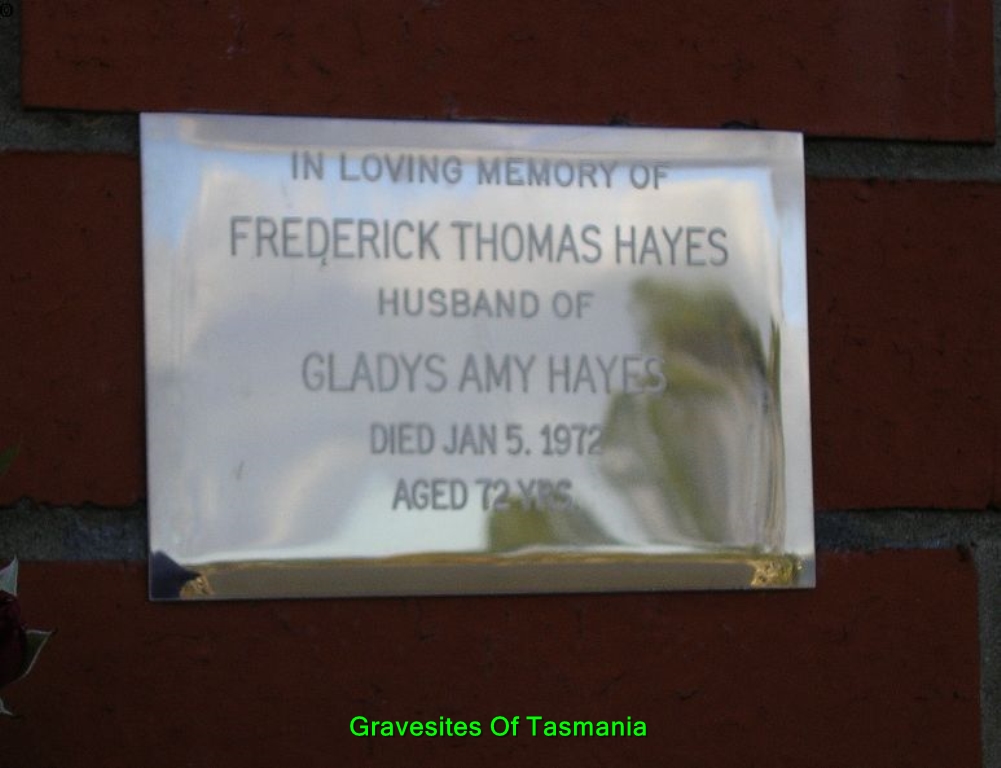 IN LOVING MEMORY OF
FREDERICK THOMAS HAYES
HUSBAND OF
GLADYS AMY HAYES
DIED JAN 5. 1972
AGED 72 YRS.
Gravesites Of Tasmania